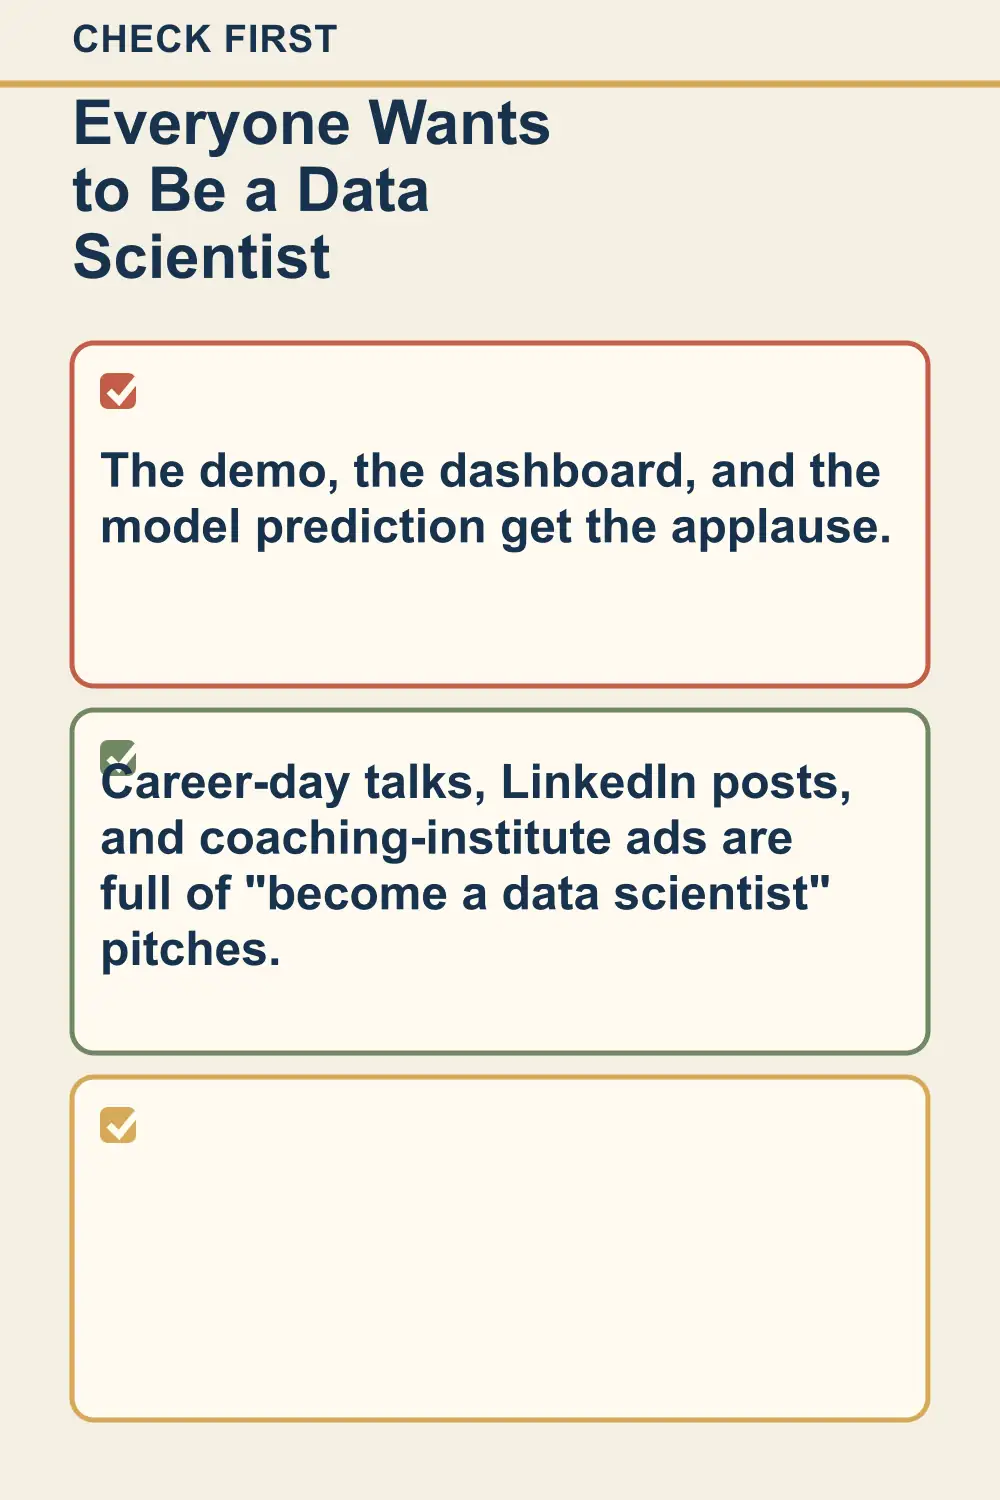 CHECK FIRST
Everyone Wants
to Be a Data
Scientist
The demo, the dashboard, and the
model prediction get the applause.
Career-day talks, LinkedIn posts,
and coaching-institute ads are
full of "become a data scientist"
pitches.